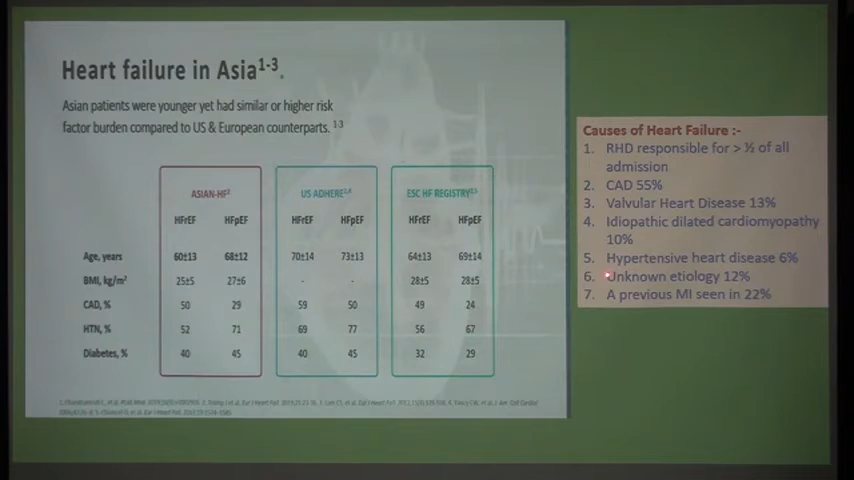 Heart failure in Asia1-3.
Asian patients were younger yet had similar or higher risk
factor burden compared to US & European counterparts. 1-3
ASIAN-HF US ADHERE ESC HF REGISTRY
HFrEF HFpEF HFrEF HFpEF HFrEF HFpEF
Age, years 60±13 68±12 70±14 73±13 64±13 69±14
BMI, kg/m2 25±5 27±6 - - 28±5 28±5
CAD, % 50 29 59 50 49 24
HTN, % 52 71 69 77 56 67
Diabetes, % 40 45 40 45 32 29
Causes of Heart Failure :-
1. RHD responsible for > ½ of all
admission
2. CAD 55%
3. Valvular Heart Disease 13%
4. Idiopathic dilated cardiomyopathy
10%
5. Hypertensive heart disease 6%
6. Unknown etiology 12%
7. A previous MI seen in 22%